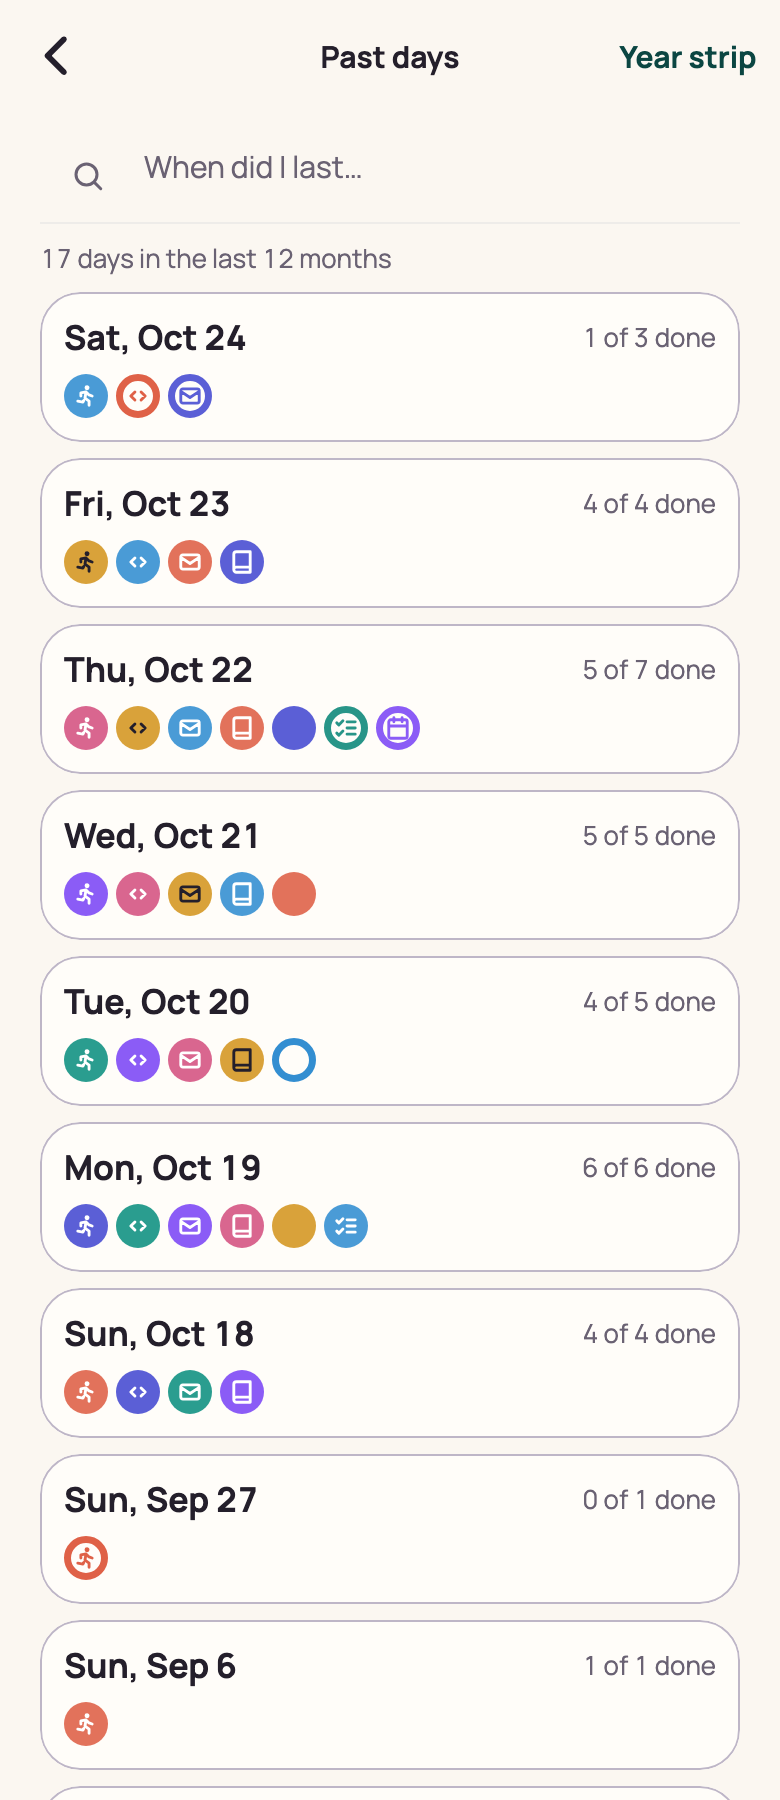 Past days
Year strip
When did I last...
17 days in the last 12 months
Sat, Oct 24
1 of 3 done
Fri, Oct 23
4 of 4 done
Thu, Oct 22
5 of 7 done
Wed, Oct 21
5 of 5 done
Tue, Oct 20
4 of 5 done
Mon, Oct 19
6 of 6 done
Sun, Oct 18
4 of 4 done
Sun, Sep 27
0 of 1 done
Sun, Sep 6
1 of 1 done